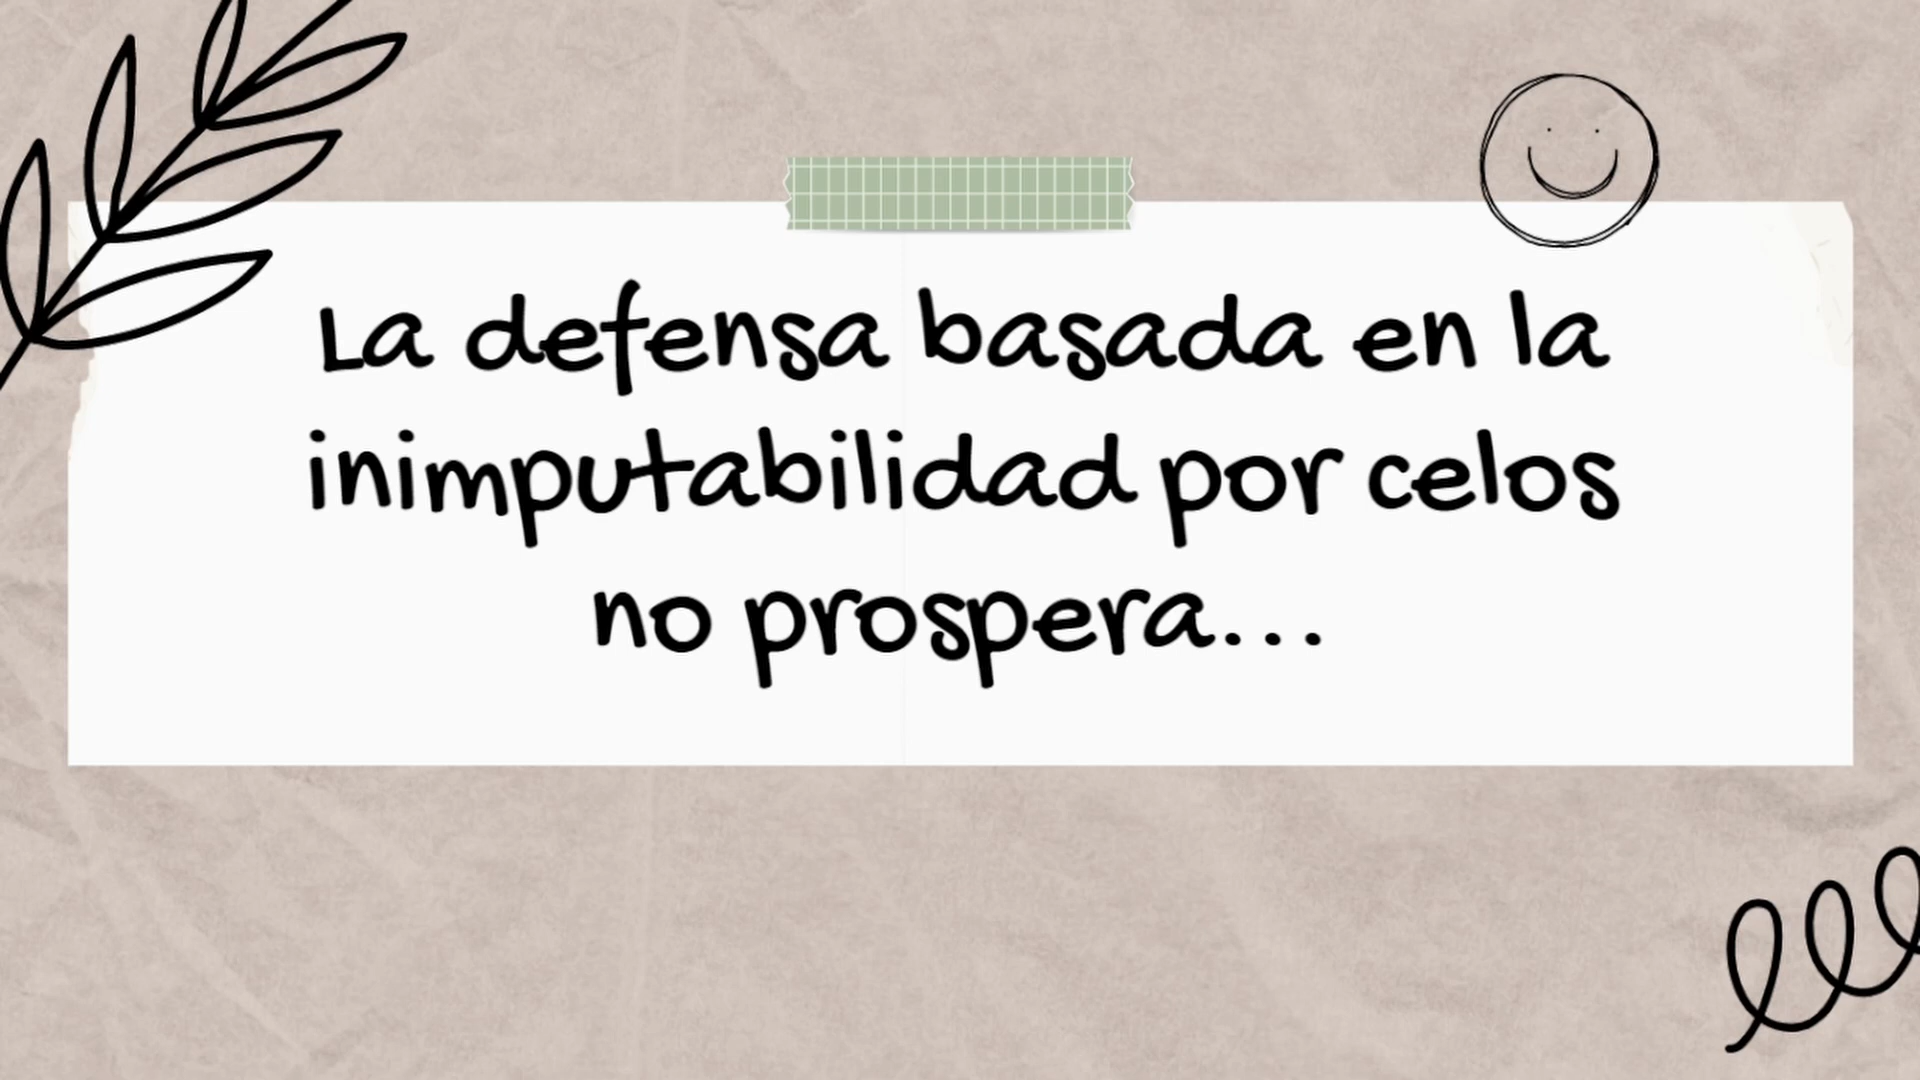 La defensa basada en la
inimputabilidad por celos
no prospera...